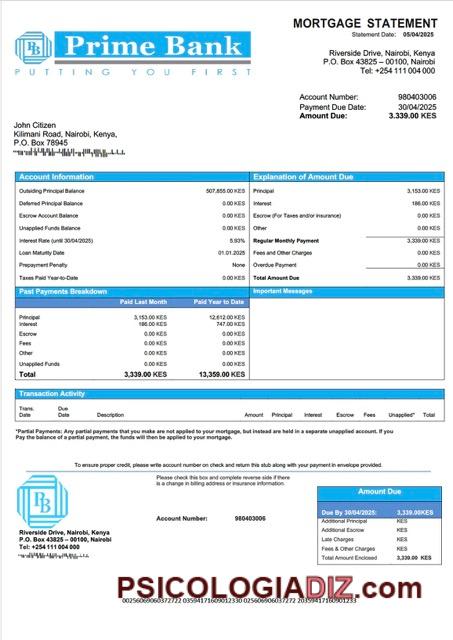 MORTGAGE STATEMENT
Statement Date: 05/04/2025
PB Prime Bank
PUTTING YOU FIRST
Riverside Drive, Nairobi, Kenya
P.O. Box 43825 – 00100, Nairobi
Tel: +254 111 004 000
Account Number: 980403006
Payment Due Date: 30/04/2025
Amount Due: 3.339.00 KES
John Citizen
Kilimani Road, Nairobi, Kenya,
P.O. Box 78945
Account Information
Outsiding Principal Balance 507,855.00 KES
Deferred Principal Balance 0.00 KES
Escrow Account Balance 0.00 KES
Unapplied Funds Balance 0.00 KES
Interest Rate (until 30/04/2025) 5.93%
Loan Maturity Date 01.01.2025
Prepayment Penalty None
Taxes Paid Year-to-Date 0.00 KES
Explanation of Amount Due
Principal 3,153.00 KES
Interest 186.00 KES
Escrow (For Taxes and/or insurance) 0.00 KES
Other 0.00 KES
Regular Monthly Payment 3,339.00 KES
Fees and Other Charges 0.00 KES
Overdue Payment 0.00 KES
Total Amount Due 3,339.00 KES
Past Payments Breakdown
Paid Last Month Paid Year to Date
Principal 3,153.00 KES 12,612.00 KES
Interest 186.00 KES 747.00 KES
Escrow 0.00 KES 0.00 KES
Fees 0.00 KES 0.00 KES
Other 0.00 KES 0.00 KES
Unapplied Funds 0.00 KES 0.00 KES
Total 3,339.00 KES 13,359.00 KES
Important Messages
Transaction Activity
Trans. Date Due Date Description Amount Principal Interest Escrow Fees Unapplied* Total
*Partial Payments: Any partial payments that you make are not applied to your mortgage, but instead are held in a separate unapplied account. If you
Pay the balance of a partial payment, the funds will then be applied to your mortgage.
To ensure proper credit, please write account number on check and return this stub along with your payment in envelope provided.
Please check this box and complete reverse side if there
is a change in billing address or insurance information.
PB
Riverside Drive, Nairobi, Kenya
P.O. Box 43825 – 00100, Nairobi
Tel: +254 111 004 000
Account Number: 980403006
Amount Due
Due By 30/04/2025: 3,339.00KES
Additional Principal KES
Additional Escrow KES
Late Charges KES
Fees & Other Charges KES
Total Amount Enclosed 3,339.00 KES
PSICOLOGIADIZ.com